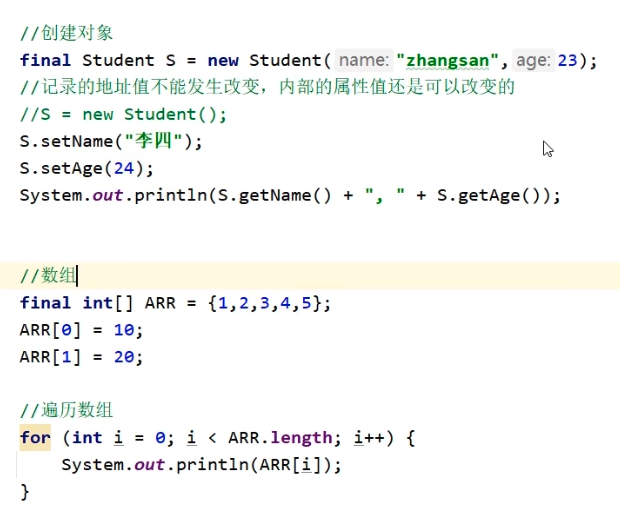 //创建对象
final Student S = new Student( name: "zhangsan", age: 23);
//记录的地址值不能发生改变，内部的属性值还是可以改变的
//S = new Student();
S.setName("李四");
S.setAge(24);
System.out.println(S.getName() + ", " + S.getAge());
//数组
final int[] ARR = {1,2,3,4,5};
ARR[0] = 10;
ARR[1] = 20;
//遍历数组
for (int i = 0; i < ARR.length; i++) {
    System.out.println(ARR[i]);
}